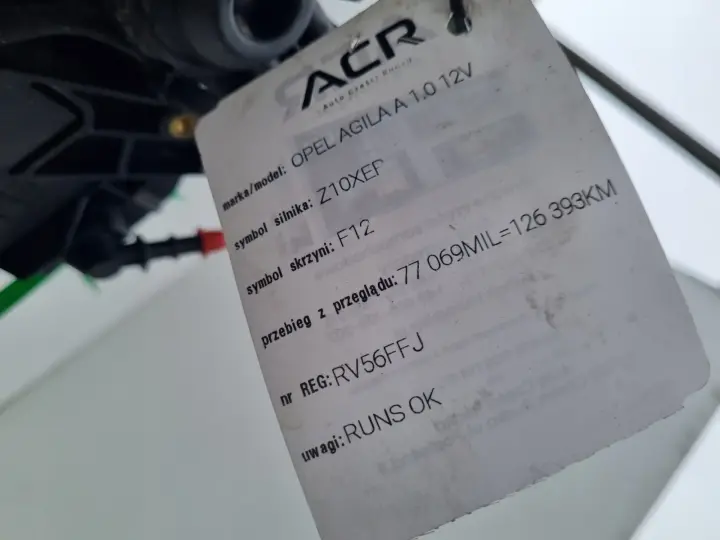 ACR
marka/model: OPEL AGILA A 1.0 12V
symbol silnika: Z10XEP
symbol skrzyni: F12
przebieg z przeglądu: 77 069MIL=126 393KM
nr REG: RV56FFJ
uwagi: RUNS OK